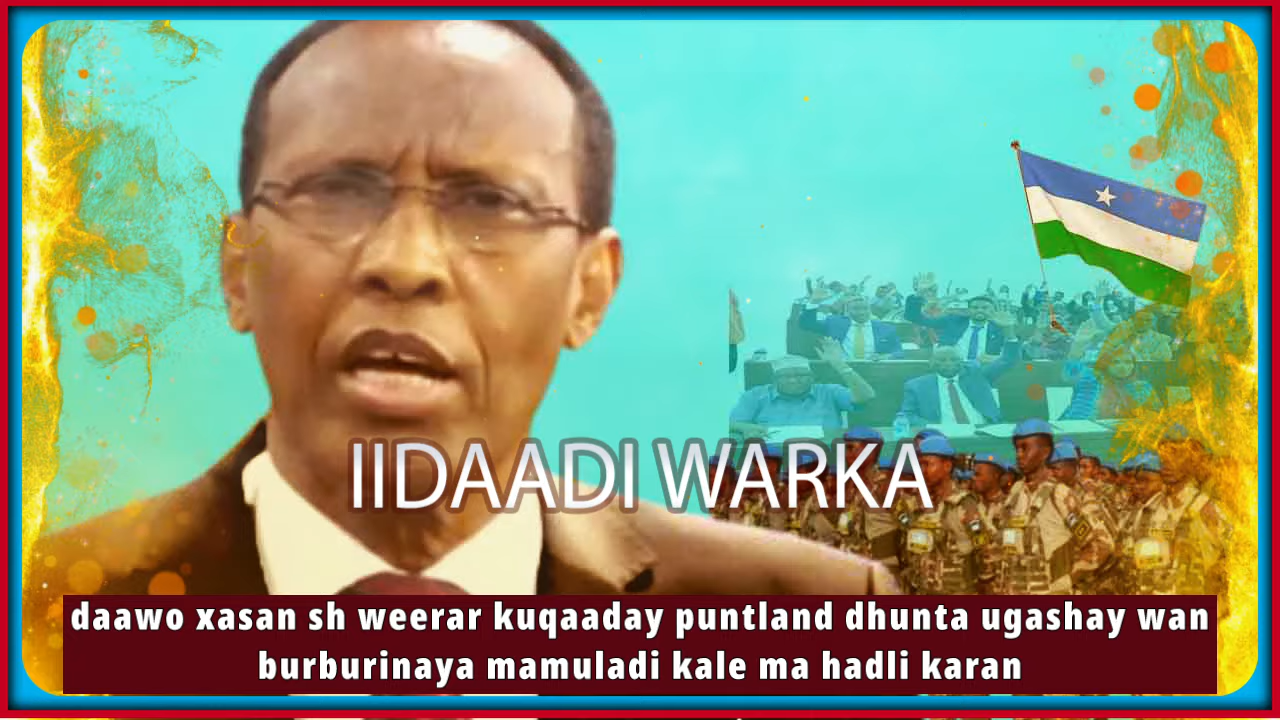 IIDAADI WARKA
daawo xasan sh weerar kuqaaday puntland dhunta ugashay wan
burburinaya mamuladi kale ma hadli karan